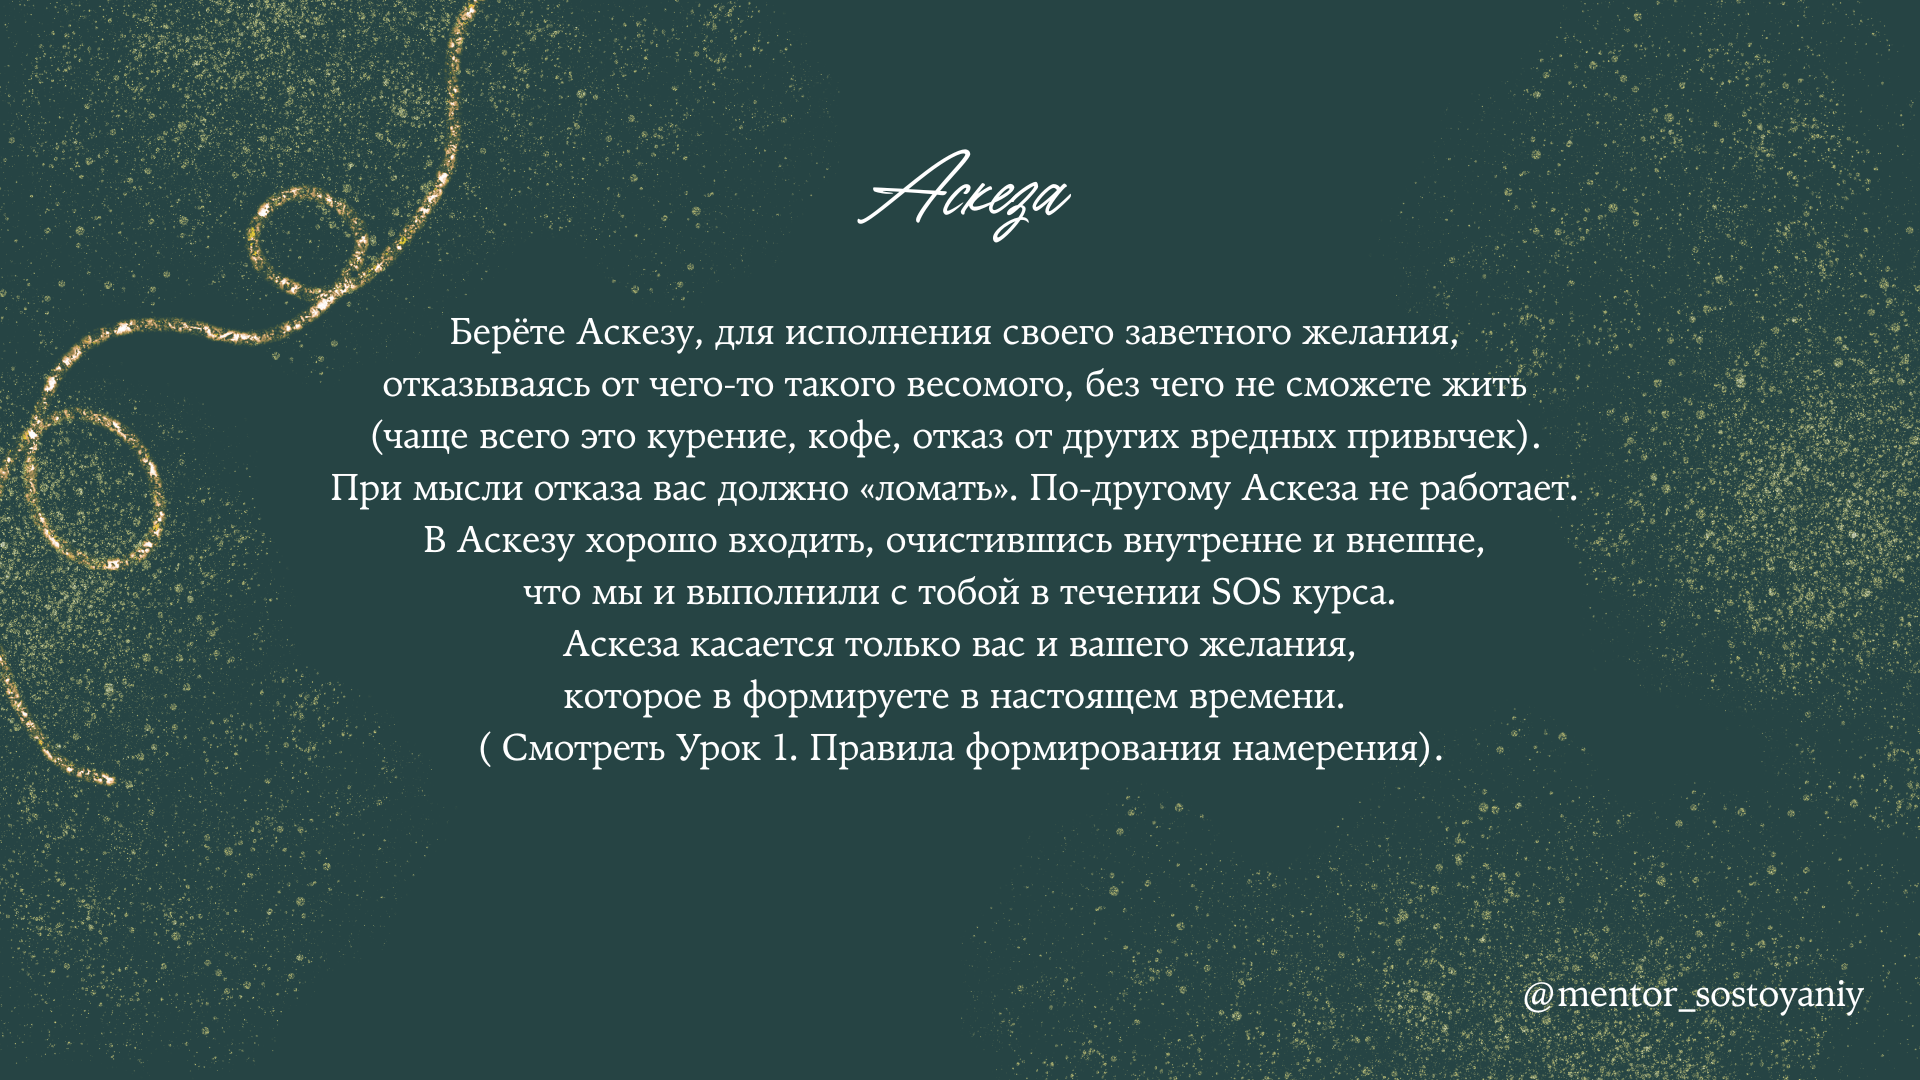 Аскеза
Берёте Аскезу, для исполнения своего заветного желания,
отказываясь от чего-то такого весомого, без чего не сможете жить
(чаще всего это курение, кофе, отказ от других вредных привычек).
При мысли отказа вас должно «ломать». По-другому Аскеза не работает.
В Аскезу хорошо входить, очистившись внутренне и внешне,
что мы и выполнили с тобой в течении SOS курса.
Аскеза касается только вас и вашего желания,
которое в формируете в настоящем времени.
( Смотреть Урок 1. Правила формирования намерения).
@mentor_sostoyaniy